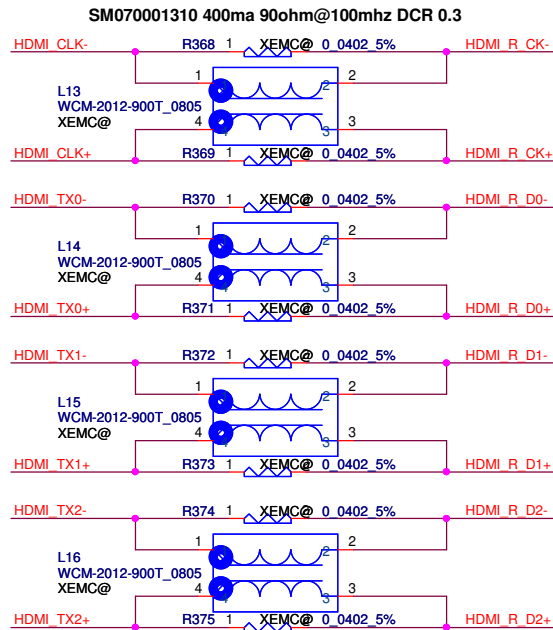 SM070001310 400ma 90ohm@100mhz DCR 0.3
HDMI_CLK- R368 1 XEMC@ 0_0402_5% HDMI_R_CK-
1 2 2
L13
WCM-2012-900T_0805
XEMC@
4 3 3
HDMI_CLK+ R369 1 XEMC@ 0_0402_5% HDMI_R_CK+
HDMI_TX0- R370 1 XEMC@ 0_0402_5% HDMI_R_D0-
1 2 2
L14
WCM-2012-900T_0805
XEMC@
4 3 3
HDMI_TX0+ R371 1 XEMC@ 0_0402_5% HDMI_R_D0+
HDMI_TX1- R372 1 XEMC@ 0_0402_5% HDMI_R_D1-
1 2 2
L15
WCM-2012-900T_0805
XEMC@
4 3 3
HDMI_TX1+ R373 1 XEMC@ 0_0402_5% HDMI_R_D1+
HDMI_TX2- R374 1 XEMC@ 0_0402_5% HDMI_R_D2-
1 2 2
L16
WCM-2012-900T_0805
XEMC@
4 3 3
HDMI_TX2+ R375 1 XEMC@ 0_0402_5% HDMI_R_D2+